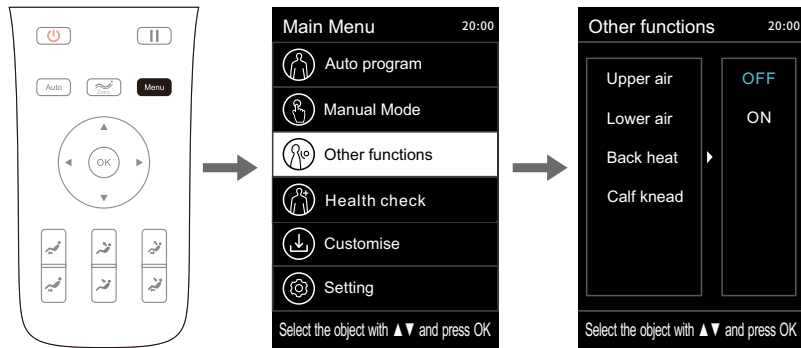 Auto
Zero
Menu
OK
Main Menu 20:00
Auto program
Manual Mode
Other functions
Health check
Customise
Setting
Select the object with ▲▼ and press OK
Other functions 20:00
Upper air
Lower air
Back heat
Calf knead
OFF
ON
Select the object with ▲▼ and press OK